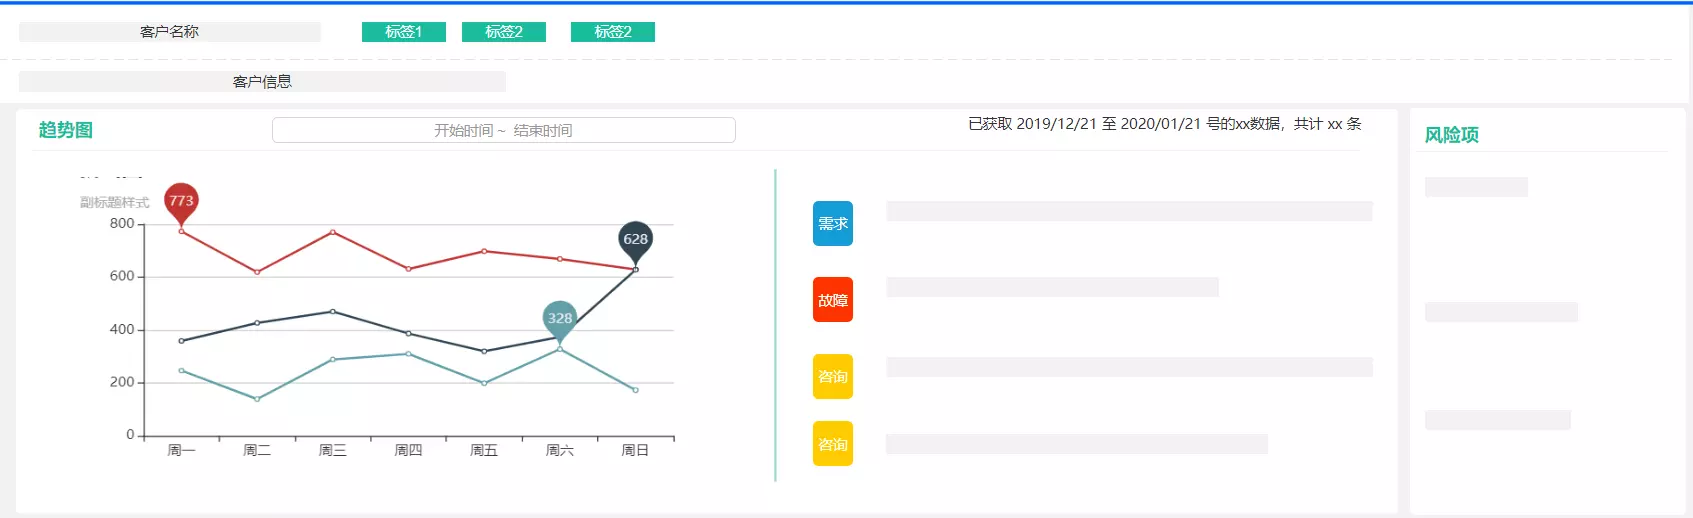 客户名称 标签1 标签2 标签2
客户信息
趋势图 开始时间 ~ 结束时间 已获取 2019/12/21 至 2020/01/21 号的xx数据，共计 xx 条
风险项
副标题样式
773
628
328
800
600
400
200
0
周一 周二 周三 周四 周五 周六 周日
需求
故障
咨询
咨询